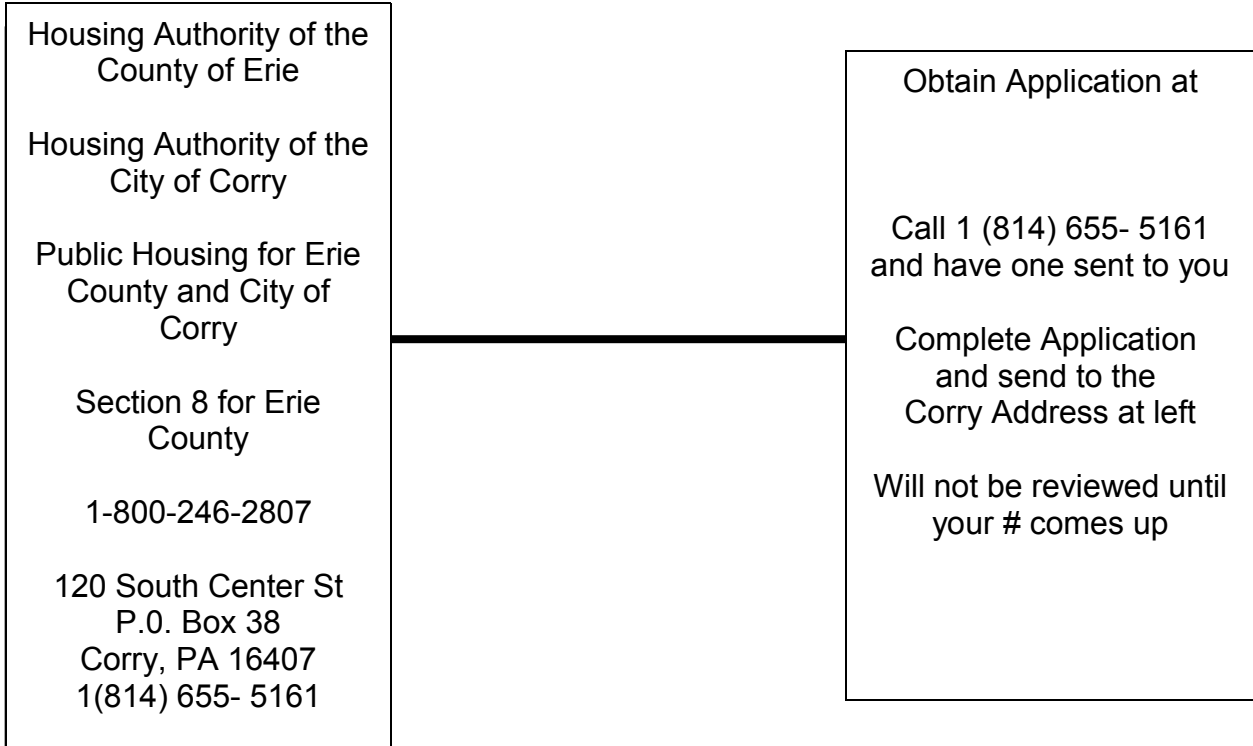 Housing Authority of the
County of Erie
Housing Authority of the
City of Corry
Public Housing for Erie
County and City of
Corry
Section 8 for Erie
County
1-800-246-2807
120 South Center St
P.0. Box 38
Corry, PA 16407
1(814) 655- 5161
Obtain Application at
Call 1 (814) 655- 5161
and have one sent to you
Complete Application
and send to the
Corry Address at left
Will not be reviewed until
your # comes up